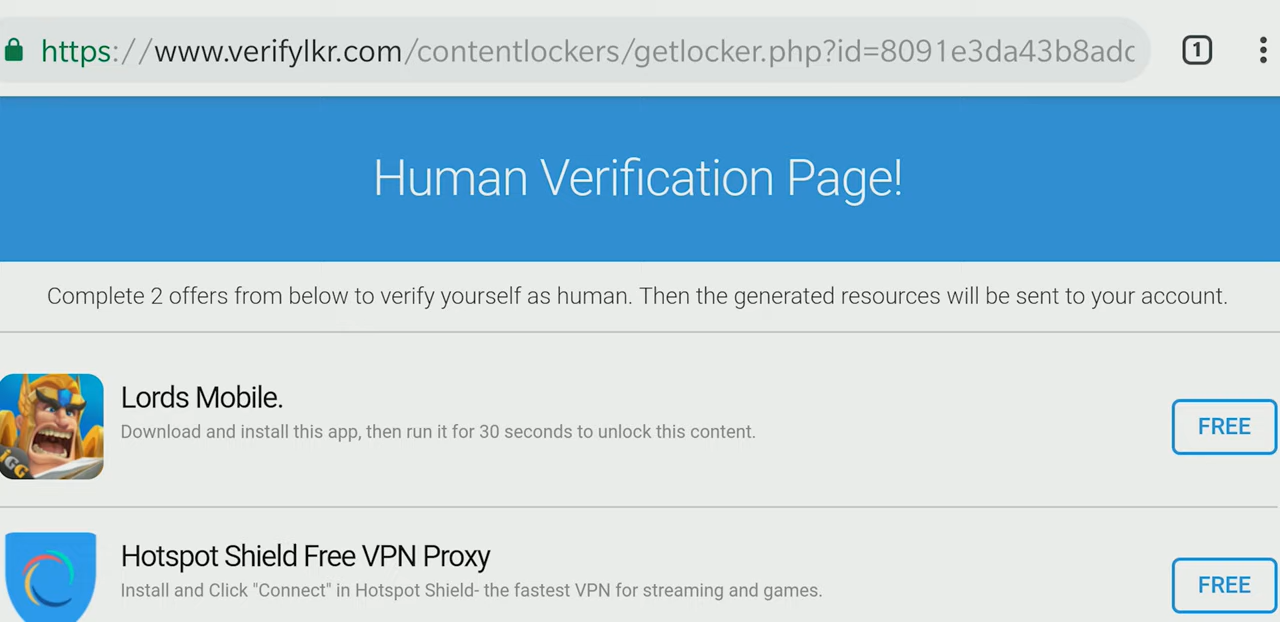 https://www.verifylkr.com/contentlockers/getlocker.php?id=8091e3da43b8adc
1
Human Verification Page!
Complete 2 offers from below to verify yourself as human. Then the generated resources will be sent to your account.
Lords Mobile.
Download and install this app, then run it for 30 seconds to unlock this content.
FREE
IGG
Hotspot Shield Free VPN Proxy
Install and Click "Connect" in Hotspot Shield- the fastest VPN for streaming and games.
FREE